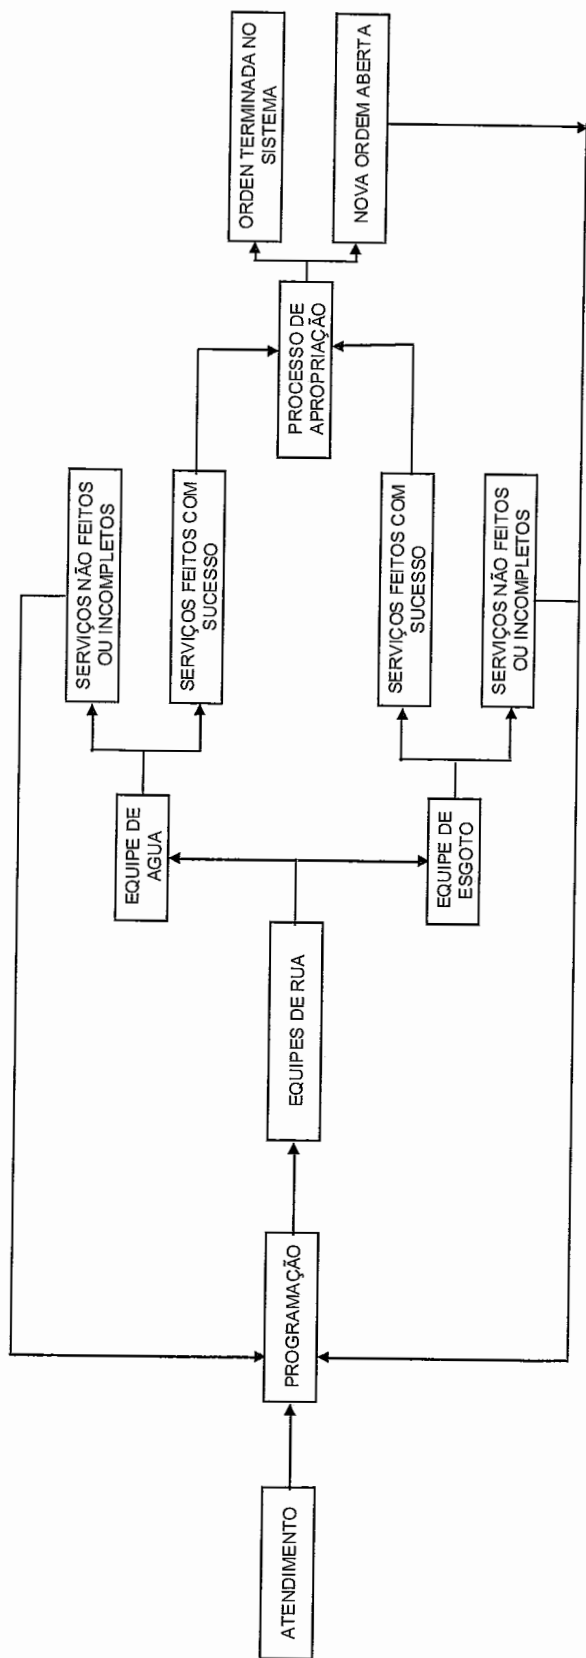 ATENDIMENTO
PROGRAMAÇÃO
EQUIPES DE RUA
EQUIPE DE
AGUA
EQUIPE DE
ESGOTO
SERVIÇOS NÃO FEITOS
OU INCOMPLETOS
SERVIÇOS FEITOS COM
SUCESSO
SERVIÇOS FEITOS COM
SUCESSO
SERVIÇOS NÃO FEITOS
OU INCOMPLETOS
PROCESSO DE
APROPRIAÇÃO
ORDEN TERMINADA NO
SISTEMA
NOVA ORDEM ABERTA